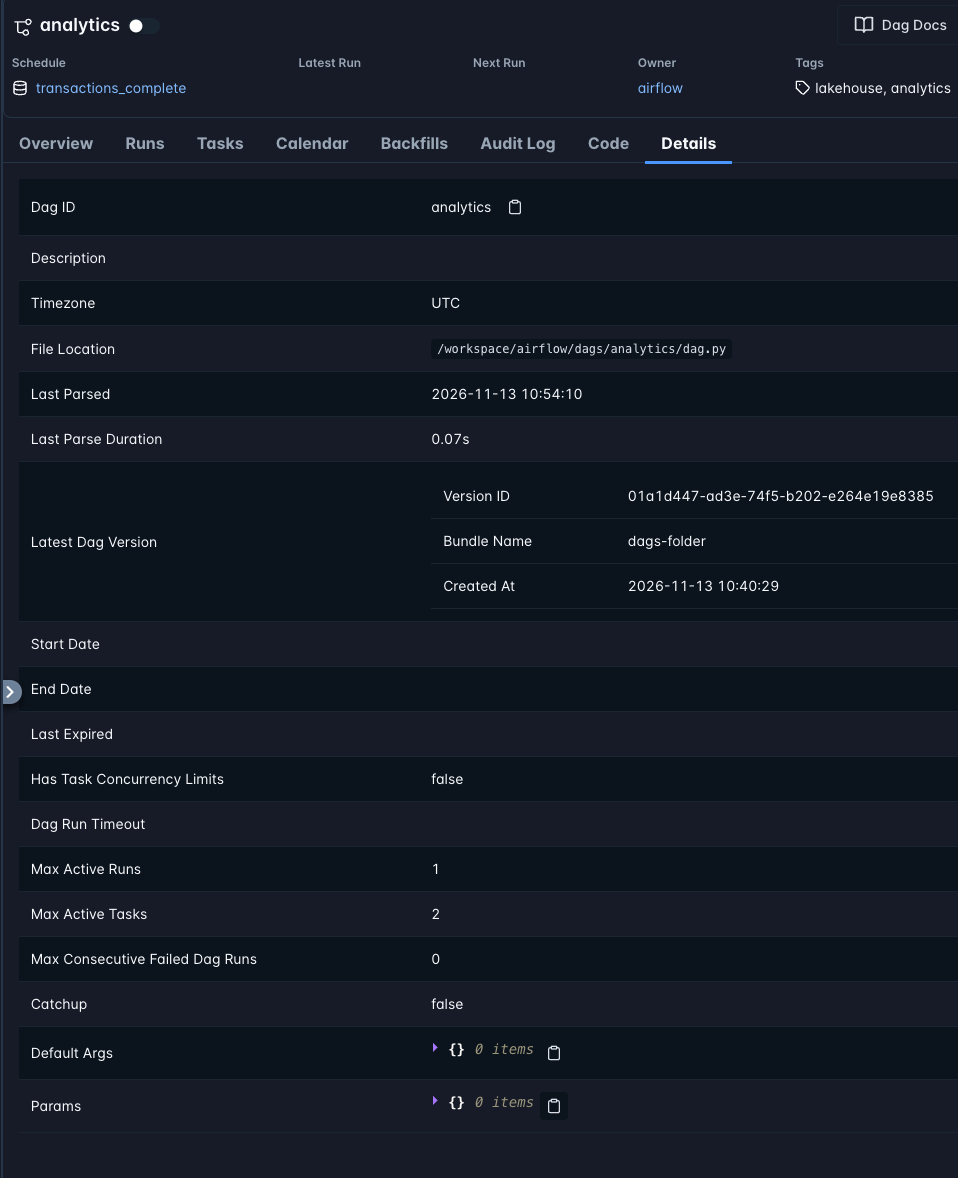 analytics
Dag Docs
Schedule Latest Run Next Run Owner Tags
transactions_complete airflow lakehouse, analytics
Overview Runs Tasks Calendar Backfills Audit Log Code Details
Dag ID analytics
Description
Timezone UTC
File Location /workspace/airflow/dags/analytics/dag.py
Last Parsed 2026-11-13 10:54:10
Last Parse Duration 0.07s
Latest Dag Version
Version ID 01a1d447-ad3e-74f5-b202-e264e19e8385
Bundle Name dags-folder
Created At 2026-11-13 10:40:29
Start Date
End Date
Last Expired
Has Task Concurrency Limits false
Dag Run Timeout
Max Active Runs 1
Max Active Tasks 2
Max Consecutive Failed Dag Runs 0
Catchup false
Default Args {} 0 items
Params {} 0 items